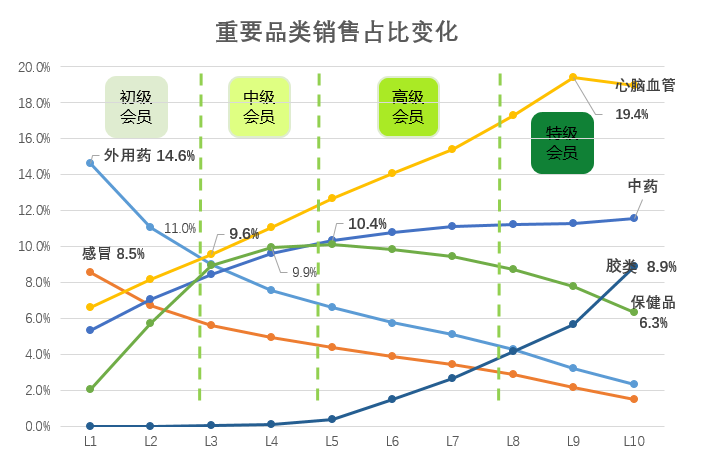 重要品类销售占比变化
20.0%
18.0%
16.0%
14.0%
12.0%
10.0%
8.0%
6.0%
4.0%
2.0%
0.0%
初级
会员
中级
会员
高级
会员
特级
会员
心脑血管
19.4%
外用药 14.6%
中药
11.0%
9.6%
10.4%
感冒 8.5%
9.9%
胶类 8.9%
保健品
6.3%
L1 L2 L3 L4 L5 L6 L7 L8 L9 L10